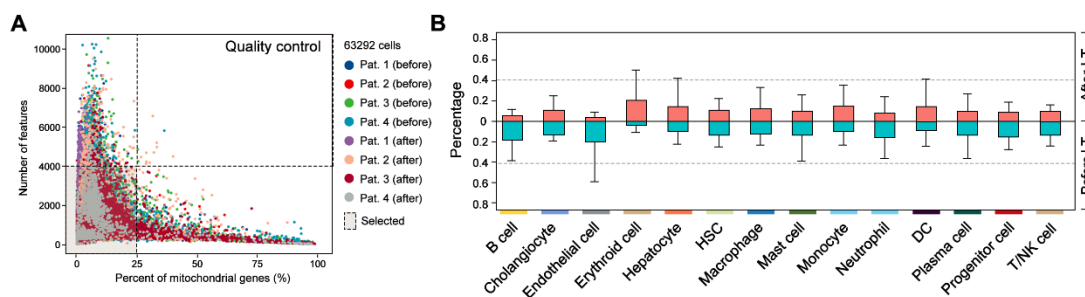 A
Quality control
63292 cells
Pat. 1 (before)
Pat. 2 (before)
Pat. 3 (before)
Pat. 4 (before)
Pat. 1 (after)
Pat. 2 (after)
Pat. 3 (after)
Pat. 4 (after)
Selected
Number of features
10000
8000
6000
4000
2000
0
0 25 50 75 100
Percent of mitochondrial genes (%)
B
Percentage
0.8
0.6
0.4
0.2
0
0.2
0.4
0.6
0.8
B cell
Cholangiocyte
Endothelial cell
Erythroid cell
Hepatocyte
HSC
Macrophage
Mast cell
Monocyte
Neutrophil
DC
Plasma cell
Progenitor cell
T/NK cell